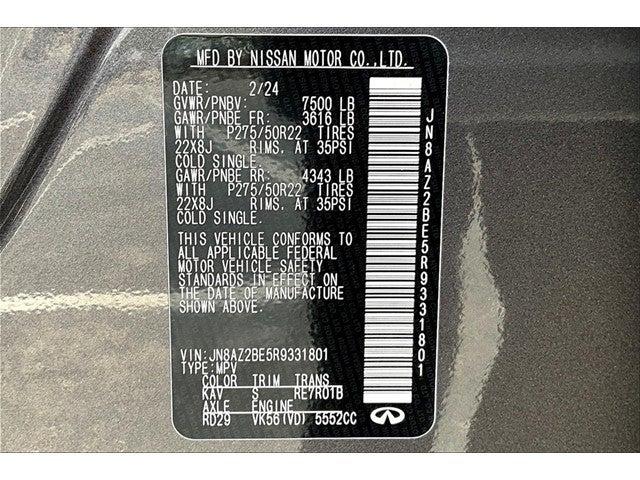 MFD BY NISSAN MOTOR CO.,LTD.
DATE: 2/24
GVWR/PNBV: 7500 LB
GAWR/PNBE FR: 3616 LB
WITH P275/50R22 TIRES
22X8J RIMS. AT 35PSI
COLD SINGLE.
GAWR/PNBE RR: 4343 LB
WITH P275/50R22 TIRES
22X8J RIMS. AT 35PSI
COLD SINGLE.
THIS VEHICLE CONFORMS TO
ALL APPLICABLE FEDERAL
MOTOR VEHICLE SAFETY
STANDARDS IN EFFECT ON
THE DATE OF MANUFACTURE
SHOWN ABOVE.
VIN:JN8AZ2BE5R9331801
TYPE:MPV
COLOR TRIM TRANS
KAV S RE7R01B
AXLE ENGINE
RD29 VK56(VD) 5552CC
JN8AZ2BE5R9331801